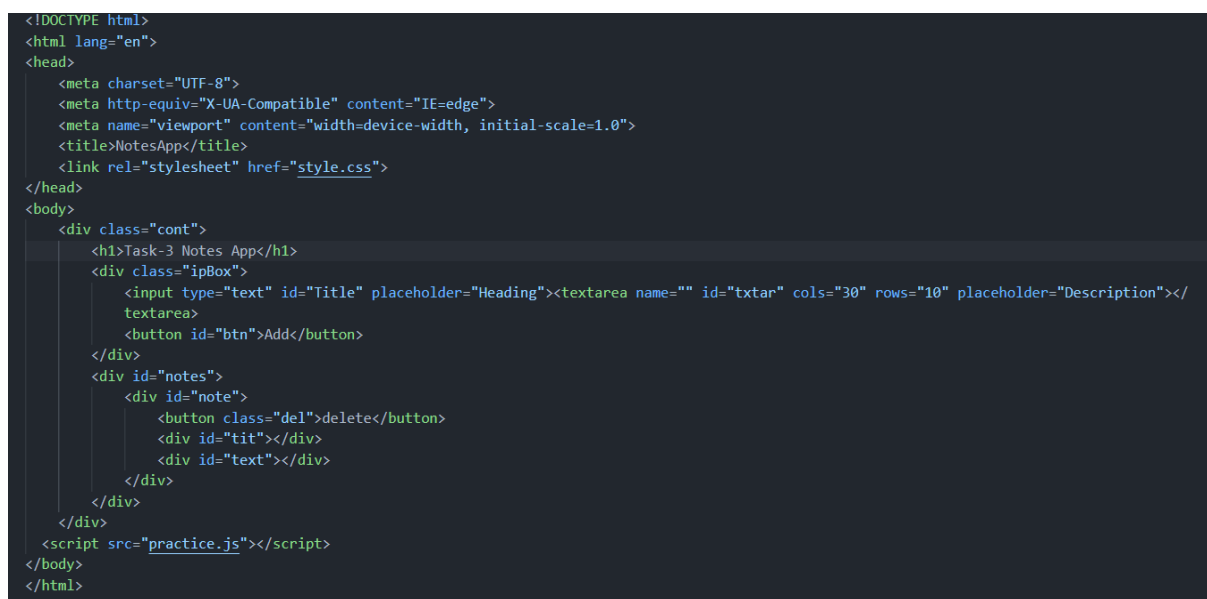 <!DOCTYPE html>
<html lang="en">
<head>
    <meta charset="UTF-8">
    <meta http-equiv="X-UA-Compatible" content="IE=edge">
    <meta name="viewport" content="width=device-width, initial-scale=1.0">
    <title>NotesApp</title>
    <link rel="stylesheet" href="style.css">
</head>
<body>
    <div class="cont">
        <h1>Task-3 Notes App</h1>
        <div class="ipBox">
            <input type="text" id="Title" placeholder="Heading"><textarea name="" id="txtar" cols="30" rows="10" placeholder="Description"></
            textarea>
            <button id="btn">Add</button>
        </div>
        <div id="notes">
            <div id="note">
                <button class="del">delete</button>
                <div id="tit"></div>
                <div id="text"></div>
            </div>
        </div>
    </div>
  <script src="practice.js"></script>
</body>
</html>